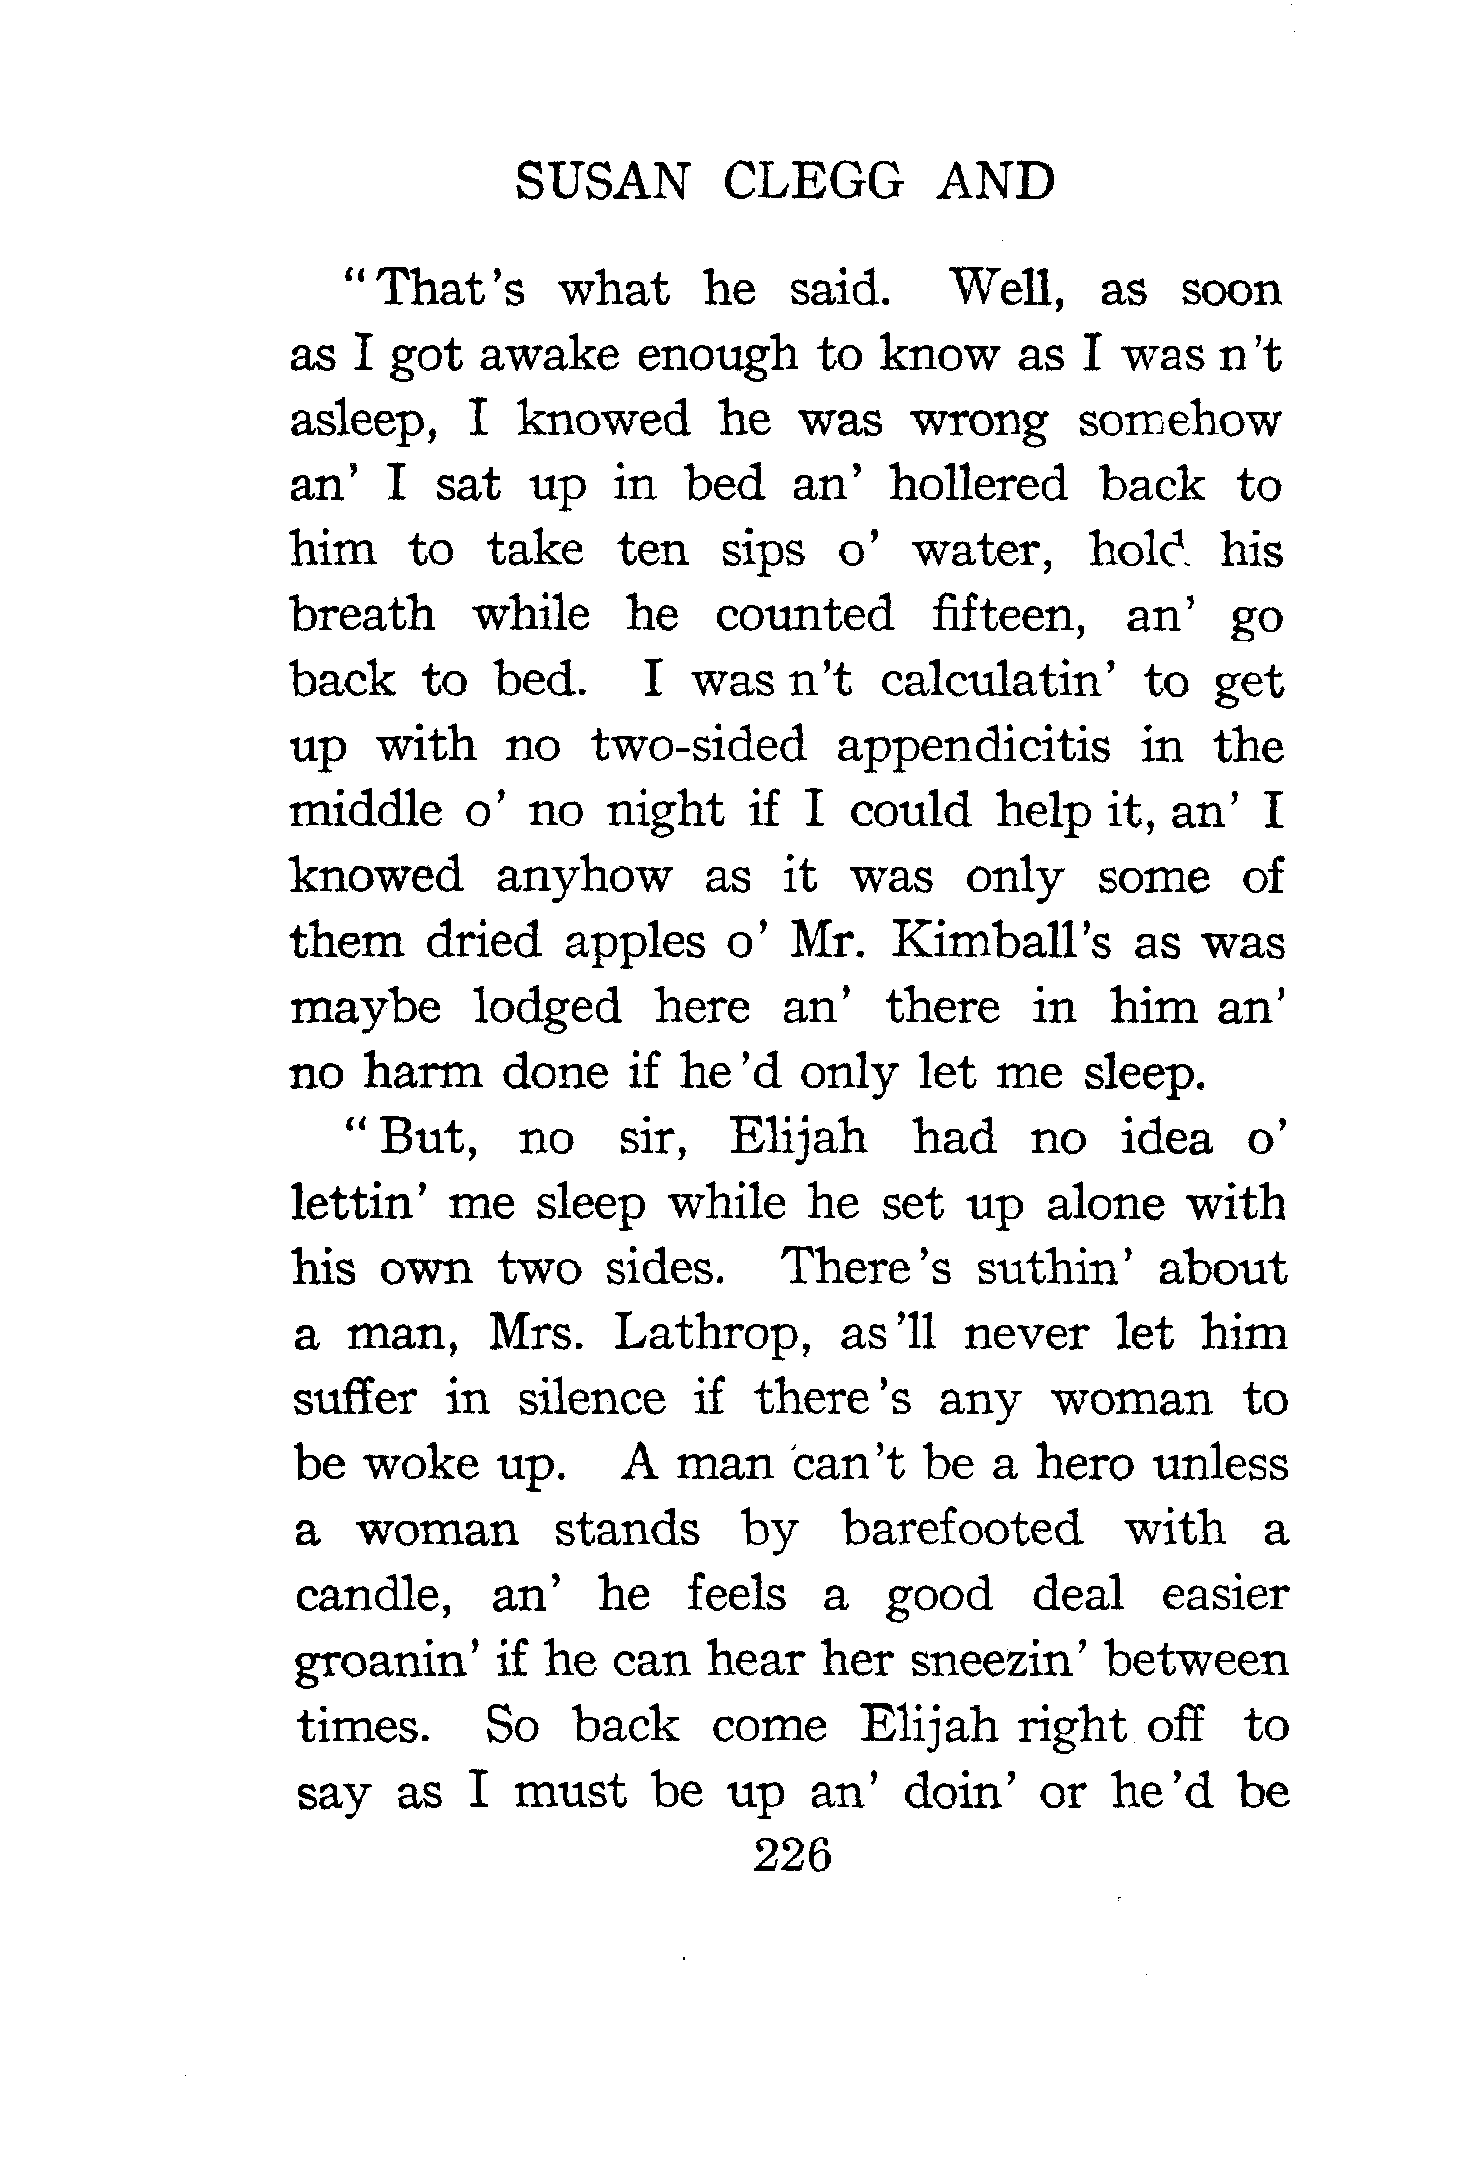 SUSAN CLEGG AND
"That's what he said. Well, as soon
as I got awake enough to know as I was n't
asleep, I knowed he was wrong somehow
an' I sat up in bed an' hollered back to
him to take ten sips o' water, hold his
breath while he counted fifteen, an' go
back to bed. I was n't calculatin' to get
up with no two-sided appendicitis in the
middle o' no night if I could help it, an' I
knowed anyhow as it was only some of
them dried apples o' Mr. Kimball's as was
maybe lodged here an' there in him an'
no harm done if he 'd only let me sleep.
"But, no sir, Elijah had no idea o'
lettin' me sleep while he set up alone with
his own two sides. There 's suthin' about
a man, Mrs. Lathrop, as 'll never let him
suffer in silence if there 's any woman to
be woke up. A man can't be a hero unless
a woman stands by barefooted with a
candle, an' he feels a good deal easier
groanin' if he can hear her sneezin' between
times. So back come Elijah right off to
say as I must be up an' doin' or he 'd be
226